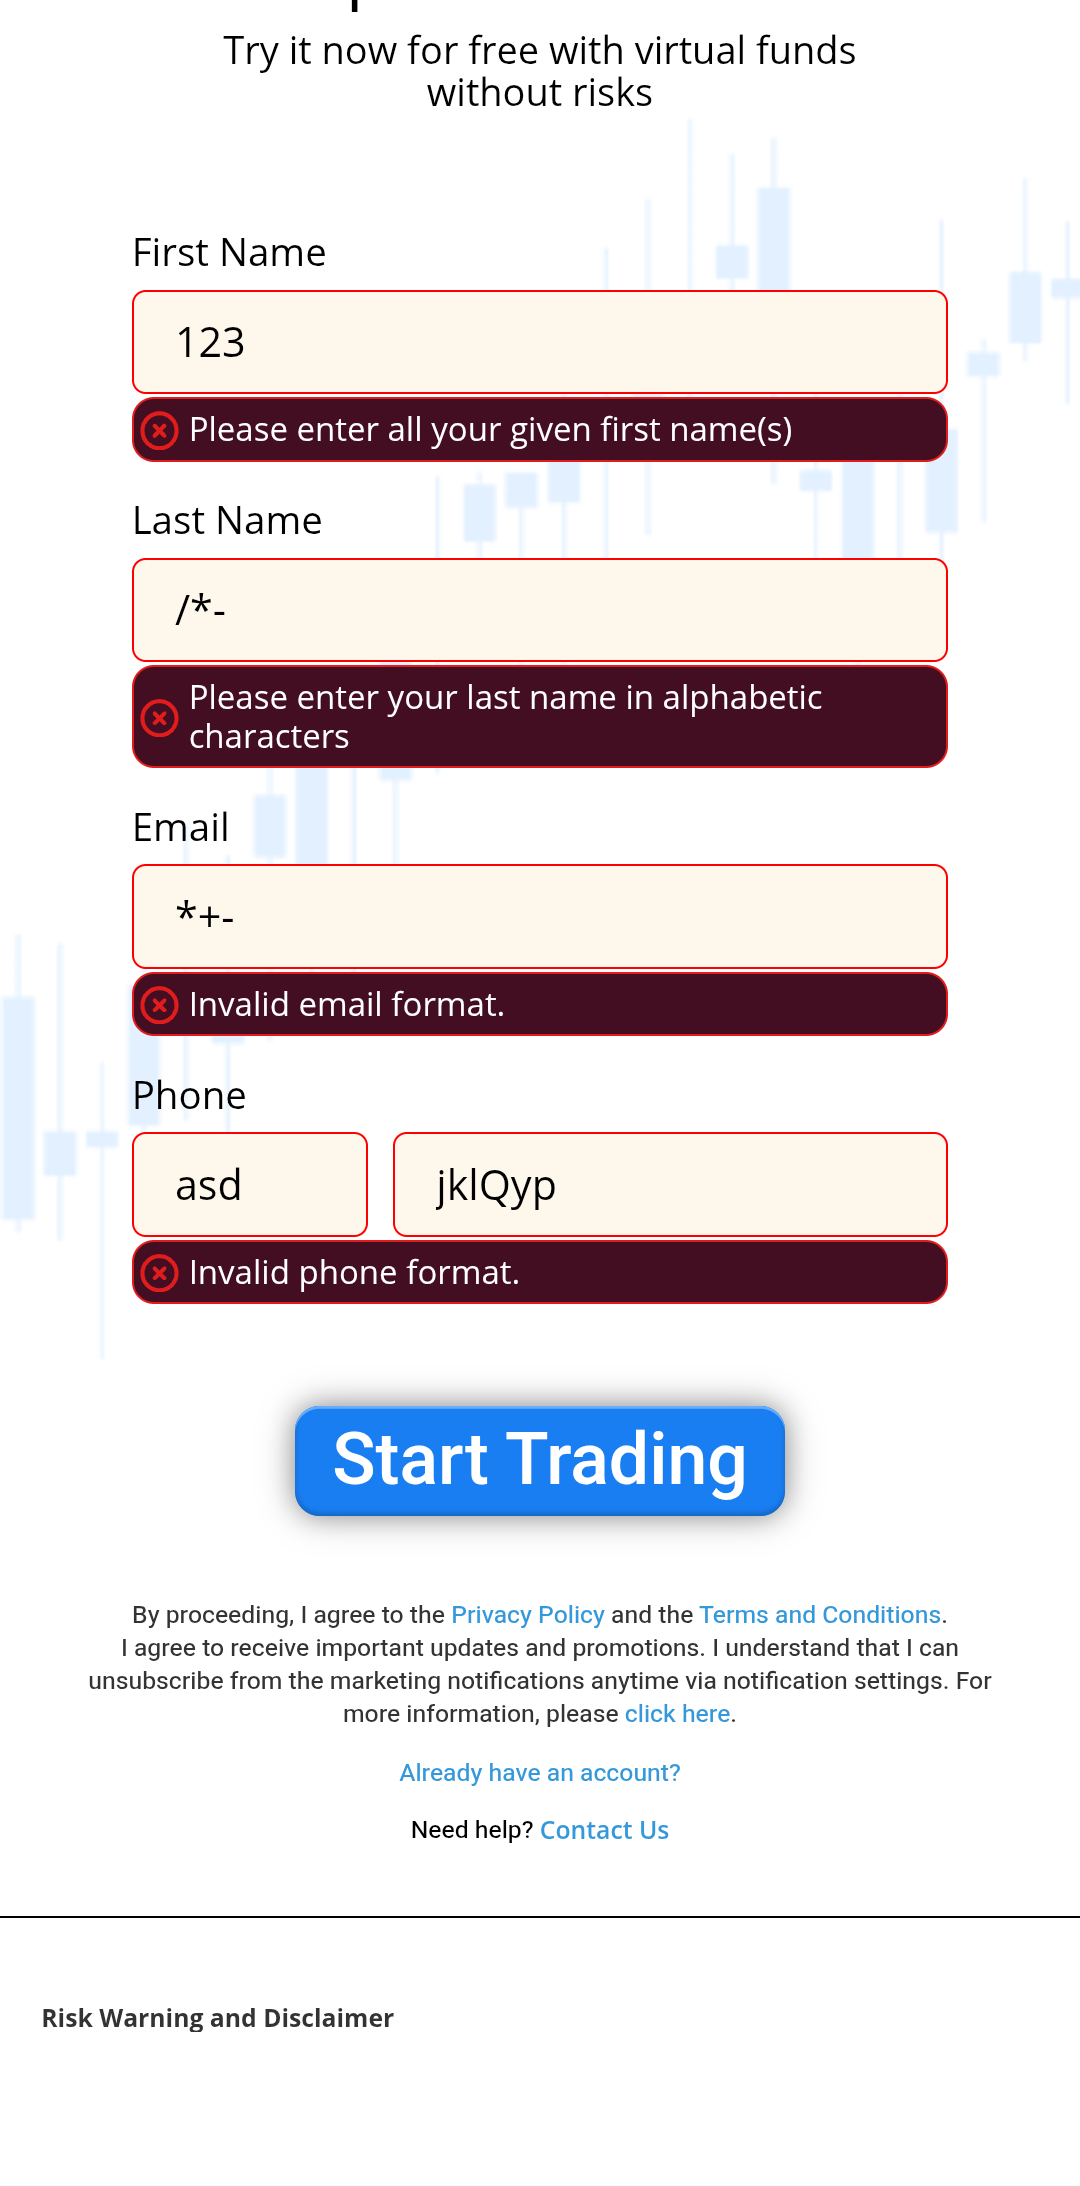 Try it now for free with virtual funds
without risks
First Name
123
Please enter all your given first name(s)
Last Name
/*-
Please enter your last name in alphabetic
characters
Email
*+-
Invalid email format.
Phone
asd jklQyp
Invalid phone format.
Start Trading
By proceeding, I agree to the Privacy Policy and the Terms and Conditions.
I agree to receive important updates and promotions. I understand that I can
unsubscribe from the marketing notifications anytime via notification settings. For
more information, please click here.
Already have an account?
Need help? Contact Us
Risk Warning and Disclaimer